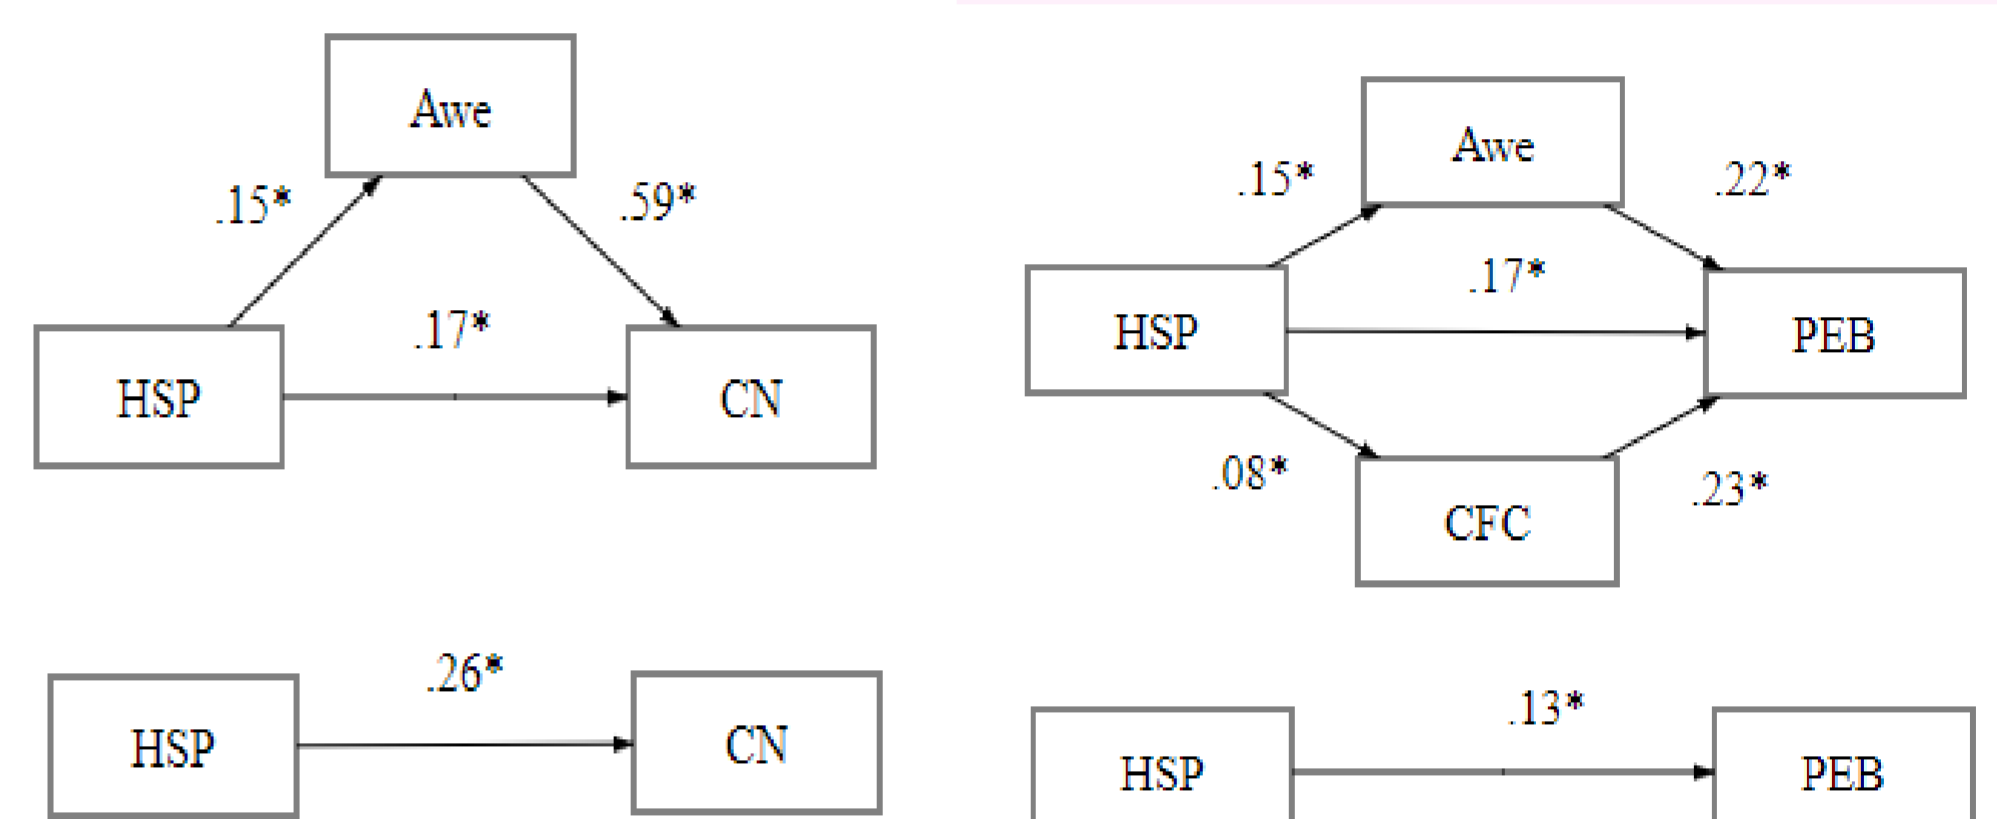 Awe
.15*
.59*
.17*
HSP
CN
.26*
HSP
CN
Awe
.15*
.22*
.17*
HSP
PEB
.08*
.23*
CFC
.13*
HSP
PEB